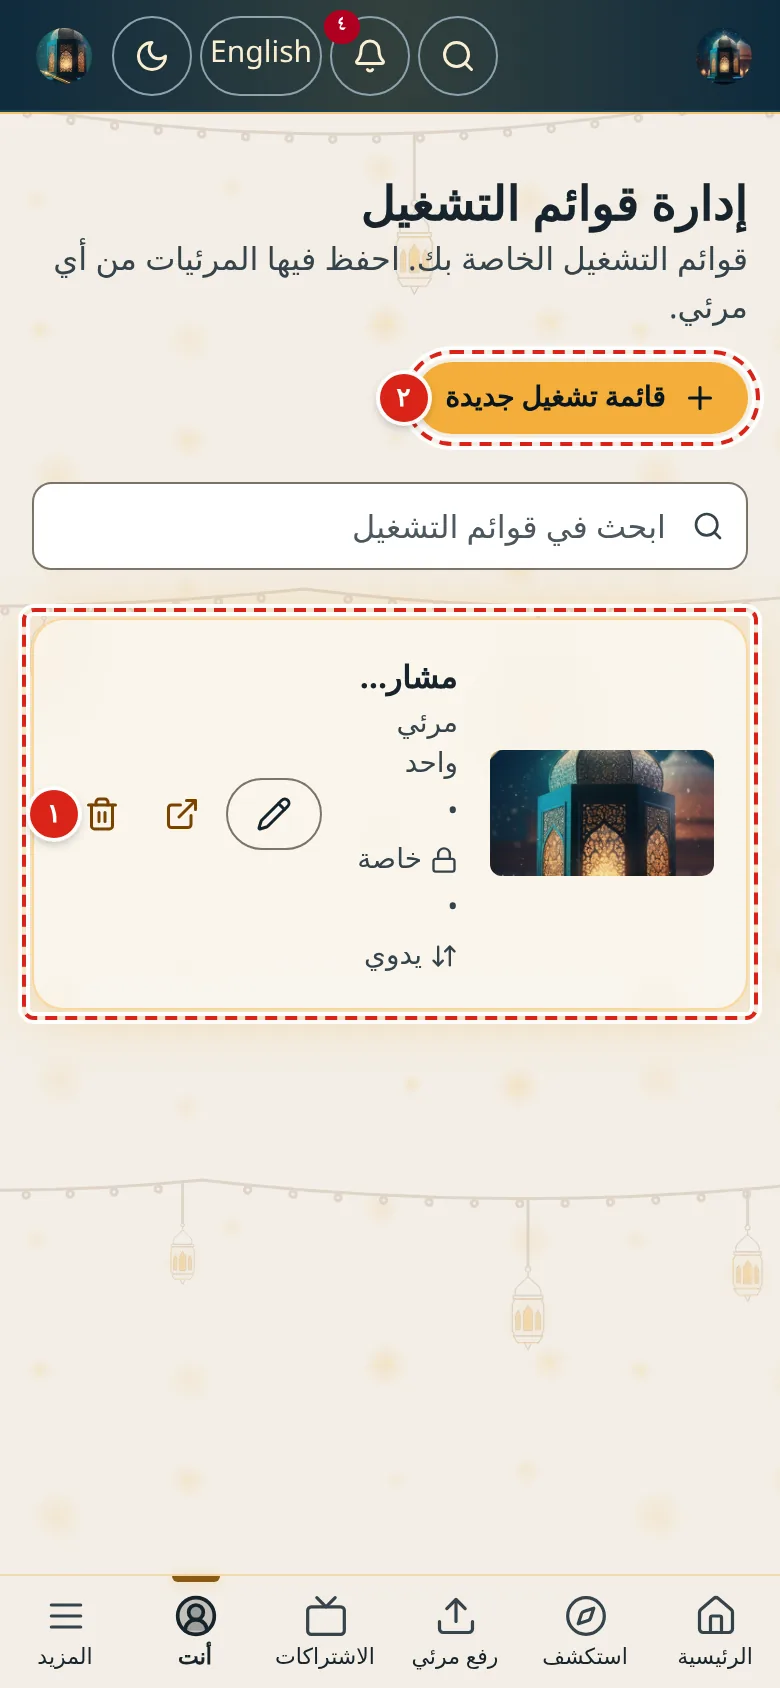 English
٤
إدارة قوائم التشغيل
قوائم التشغيل الخاصة بك. احفظ فيها المرئيات من أي
مرئي.
قائمة تشغيل جديدة
٢
ابحث في قوائم التشغيل
مشار...
مرئي
واحد
•
خاصة
•
يدوي
١
الرئيسية
استكشف
رفع مرئي
الاشتراكات
أنت
المزيد